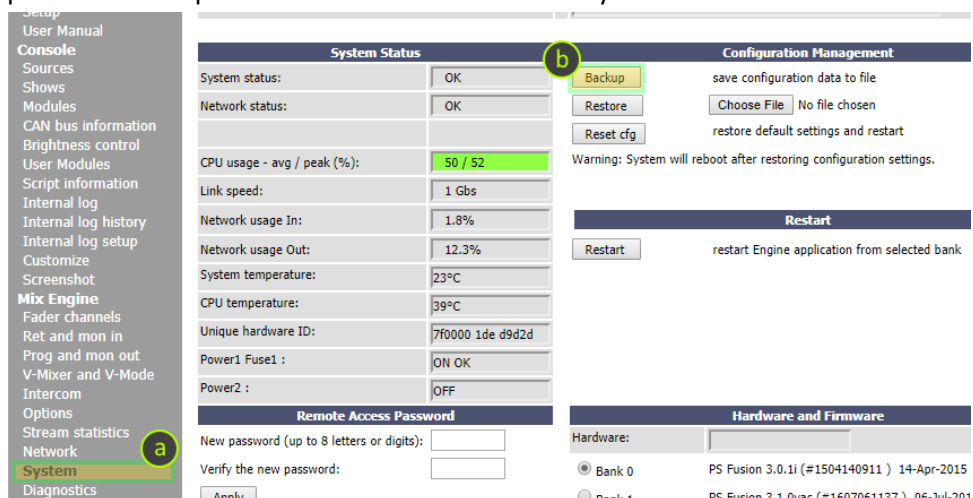 User Manual
Console
Sources
Shows
Modules
CAN bus information
Brightness control
User Modules
Script information
Internal log
Internal log history
Internal log setup
Customize
Screenshot
Mix Engine
Fader channels
Ret and mon in
Prog and mon out
V-Mixer and V-Mode
Intercom
Options
Stream statistics
Network
a
System
Diagnostics
System Status
System status: OK
Network status: OK
CPU usage - avg / peak (%): 50 / 52
Link speed: 1 Gbs
Network usage In: 1.8%
Network usage Out: 12.3%
System temperature: 23°C
CPU temperature: 39°C
Unique hardware ID: 7f0000 1de d9d2d
Power1 Fuse1 : ON OK
Power2 : OFF
Remote Access Password
New password (up to 8 letters or digits):
Verify the new password:
Apply
b
Configuration Management
Backup save configuration data to file
Restore Choose File No file chosen
Reset cfg restore default settings and restart
Warning: System will reboot after restoring configuration settings.
Restart
Restart restart Engine application from selected bank
Hardware and Firmware
Hardware:
Bank 0 PS Fusion 3.0.1i (#1504140911 ) 14-Apr-2015